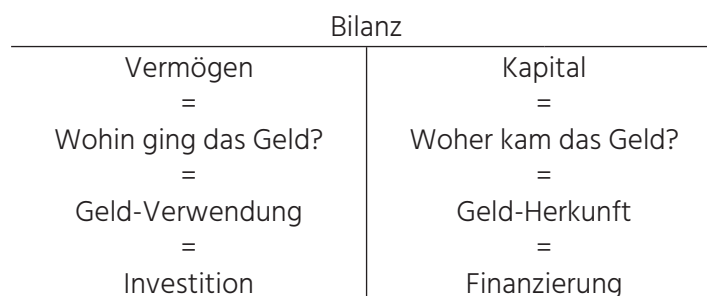 Bilanz
Vermögen Kapital
= =
Wohin ging das Geld? Woher kam das Geld?
= =
Geld-Verwendung Geld-Herkunft
= =
Investition Finanzierung